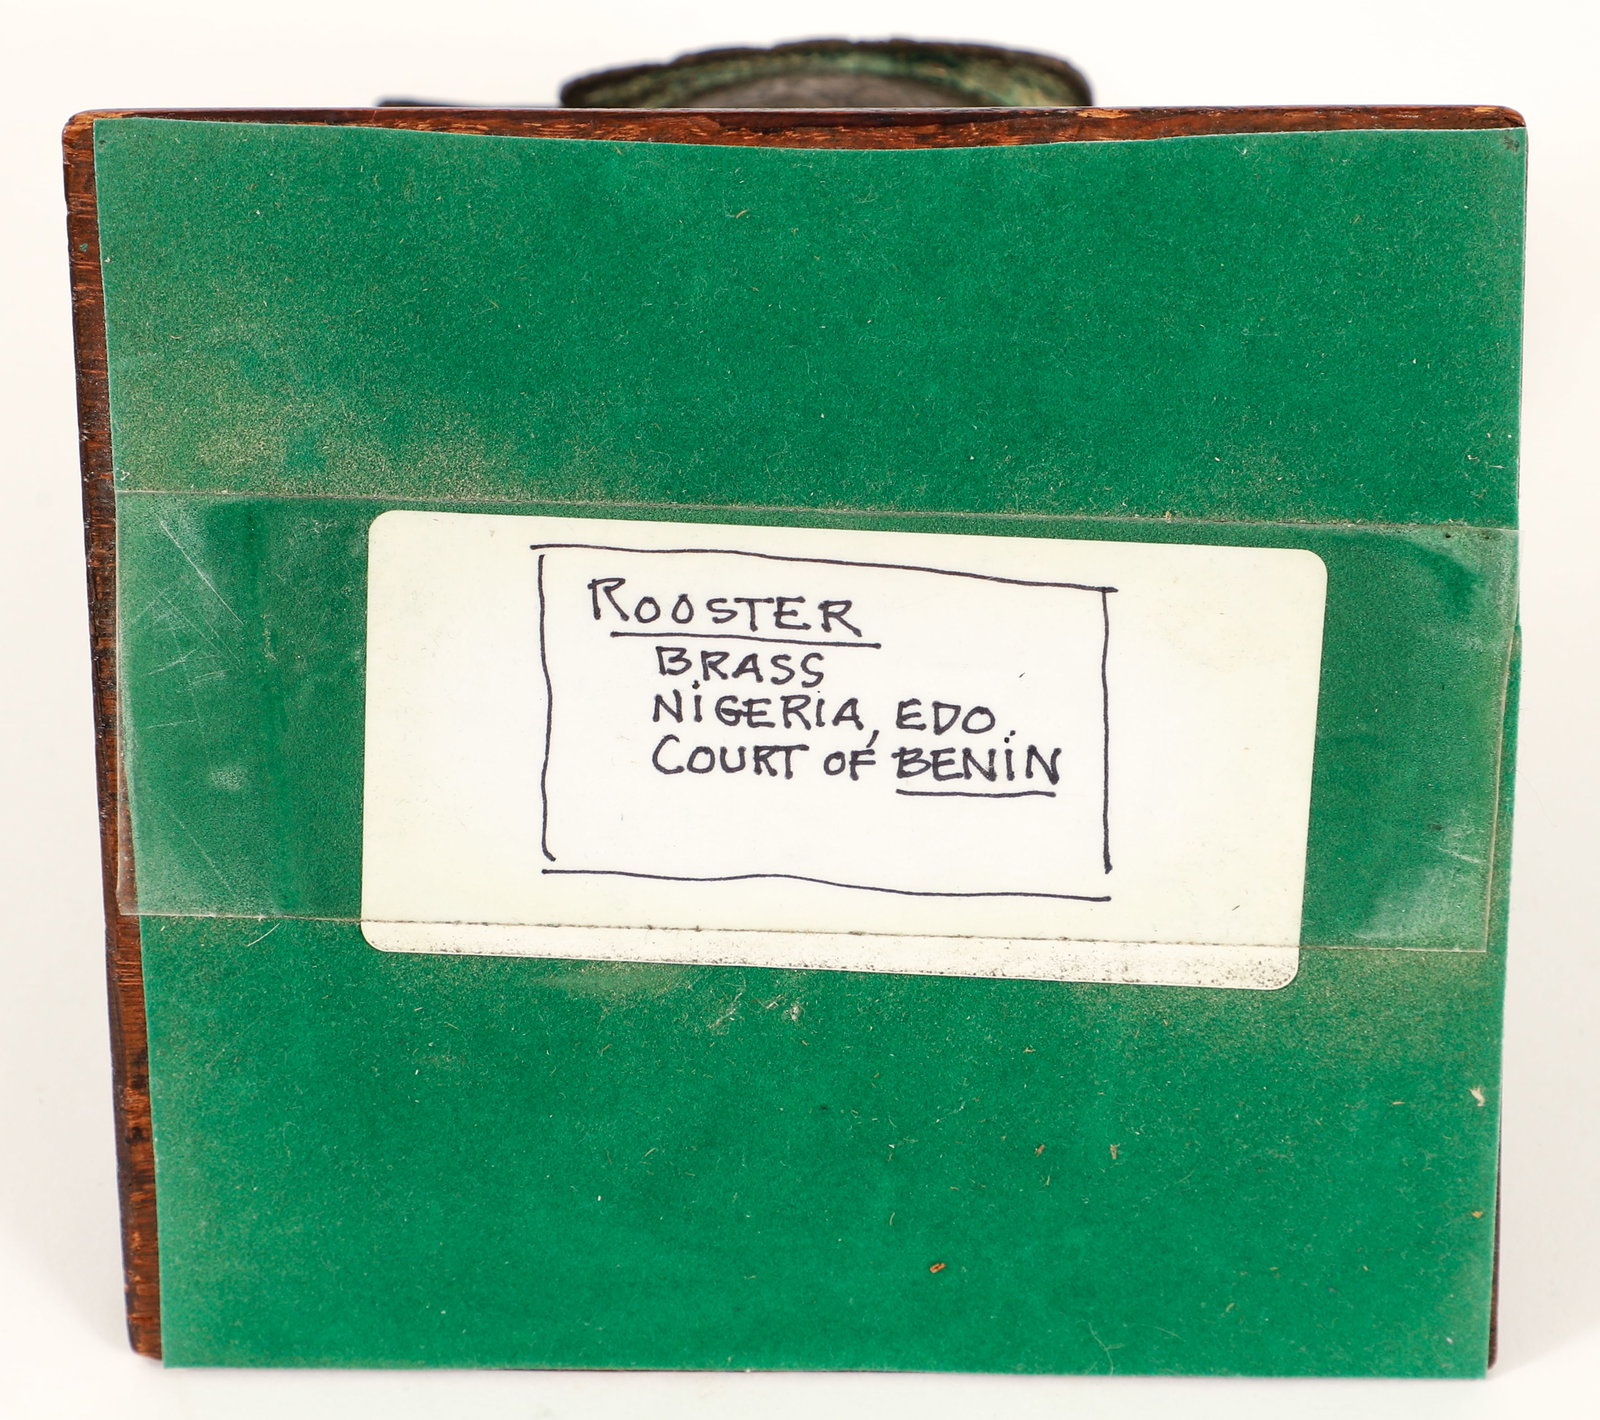 ROOSTER
BRASS
NIGERIA, EDO.
COURT OF BENIN